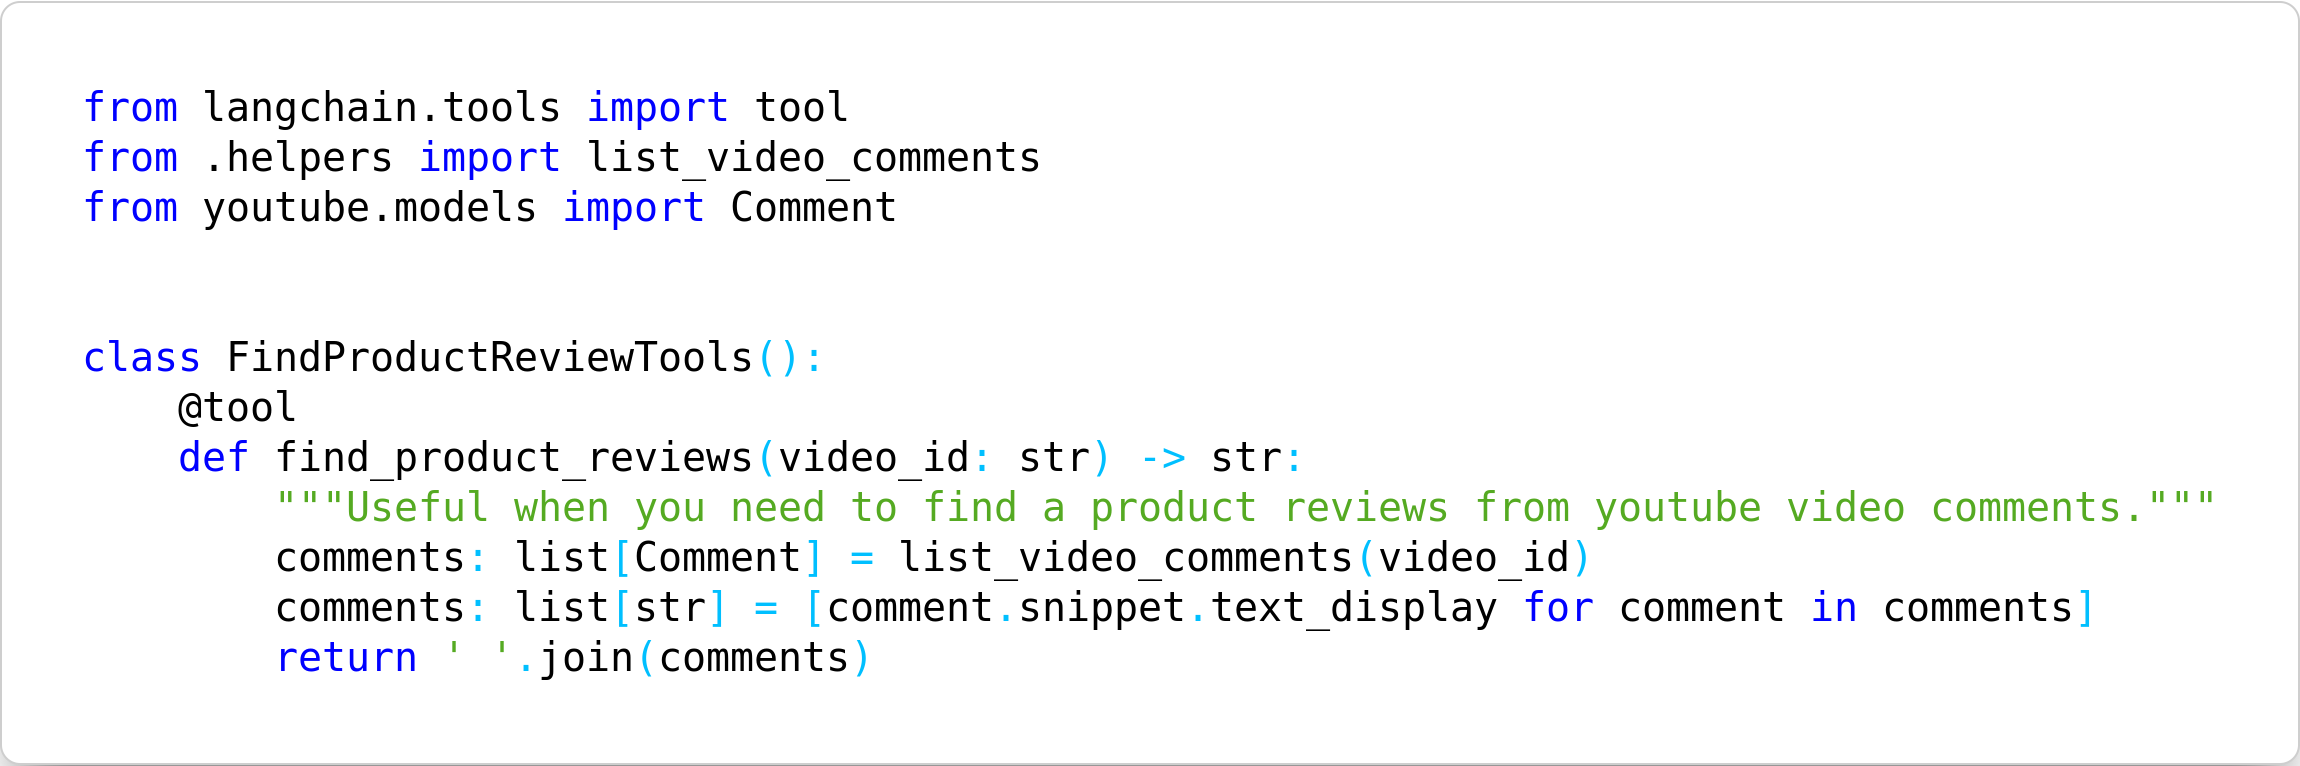 from langchain.tools import tool
from .helpers import list_video_comments
from youtube.models import Comment


class FindProductReviewTools():
    @tool
    def find_product_reviews(video_id: str) -> str:
        """Useful when you need to find a product reviews from youtube video comments."""
        comments: list[Comment] = list_video_comments(video_id)
        comments: list[str] = [comment.snippet.text_display for comment in comments]
        return ' '.join(comments)